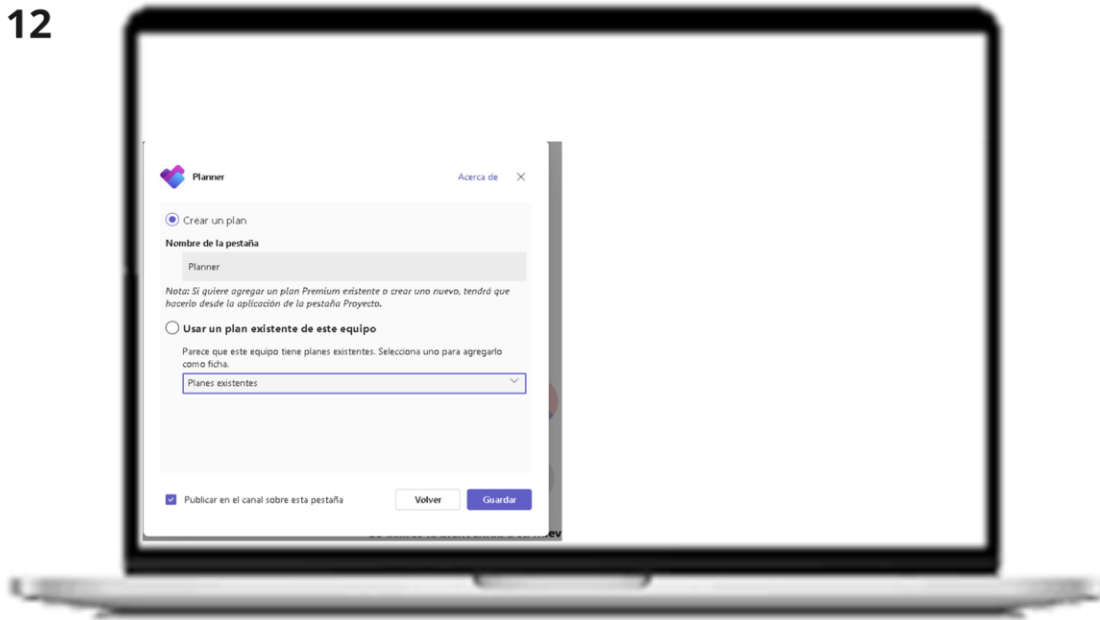 12
Planner
Acerca de
Crear un plan
Nombre de la pestaña
Planner
Nota: Si quiere agregar un plan Premium existente o crear uno nuevo, tendrá que
hacerlo desde la aplicación de la pestaña Proyecto.
Usar un plan existente de este equipo
Parece que este equipo tiene planes existentes. Selecciona uno para agregarlo
como ficha.
Planes existentes
Publicar en el canal sobre esta pestaña
Volver
Guardar